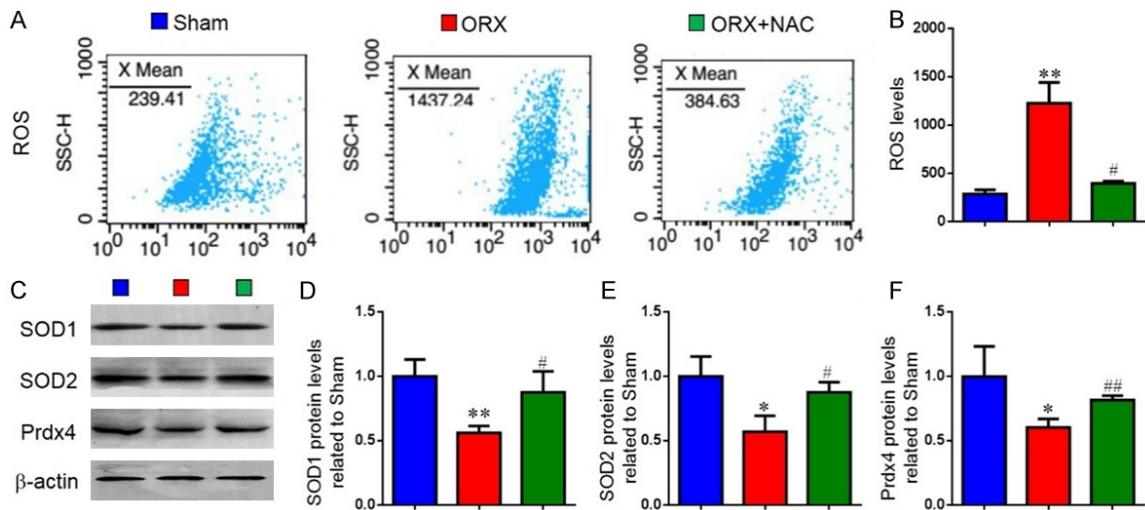 A
Sham
ORX
ORX+NAC
B
ROS
SSC-H
1000
0
X Mean
239.41
10^0 10^1 10^2 10^3 10^4
SSC-H
1000
0
X Mean
1437.24
10^0 10^1 10^2 10^3 10^4
SSC-H
1000
0
X Mean
384.63
10^0 10^1 10^2 10^3 10^4
ROS levels
2000
1500
1000
500
0
**
#
C
SOD1
SOD2
Prdx4
β-actin
D
SOD1 protein levels
related to Sham
1.5
1.0
0.5
0.0
**
#
E
SOD2 protein levels
related to Sham
1.5
1.0
0.5
0.0
*
#
F
Prdx4 protein levels
related to Sham
1.5
1.0
0.5
0.0
*
##